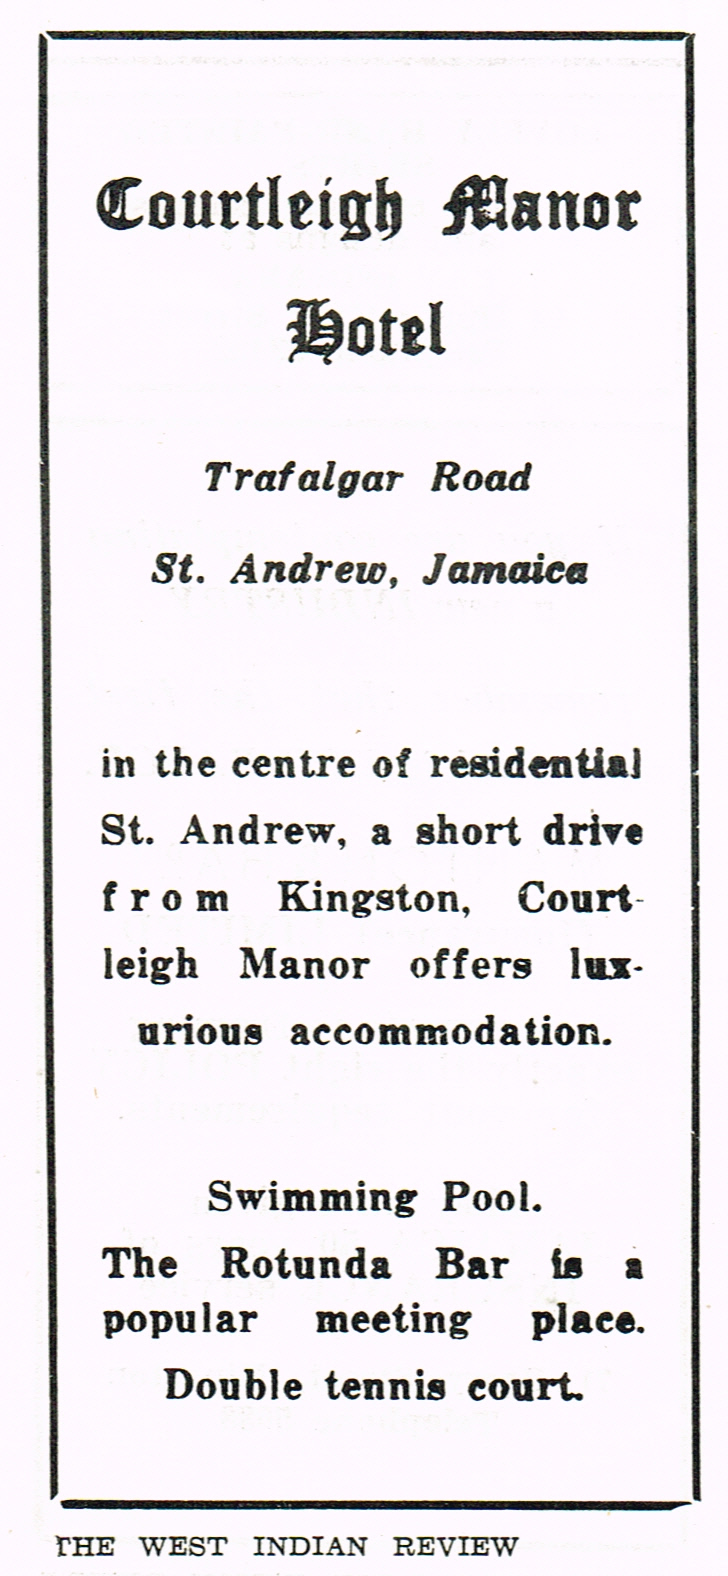 Courtleigh Manor
Hotel
Trafalgar Road
St. Andrew, Jamaica
in the centre of residential
St. Andrew, a short drive
from Kingston, Court-
leigh Manor offers lux-
urious accommodation.
Swimming Pool.
The Rotunda Bar is a
popular meeting place.
Double tennis court.
THE WEST INDIAN REVIEW